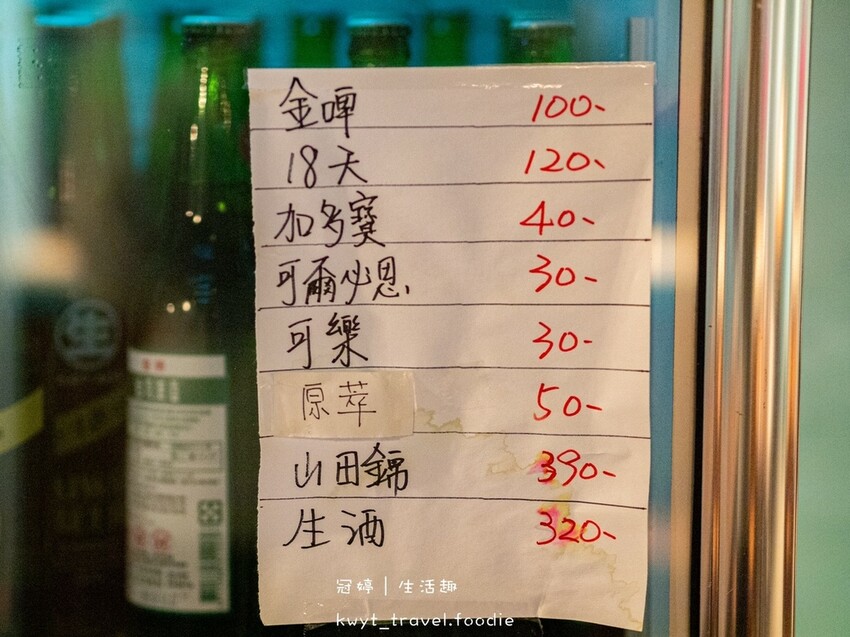 金啤 100-
18天 120-
加多寶 40-
可爾必思 30-
可樂 30-
原萃 50-
山田錦 390-
生酒 320-
冠婷｜生活趣
kwyt_travel.foodie